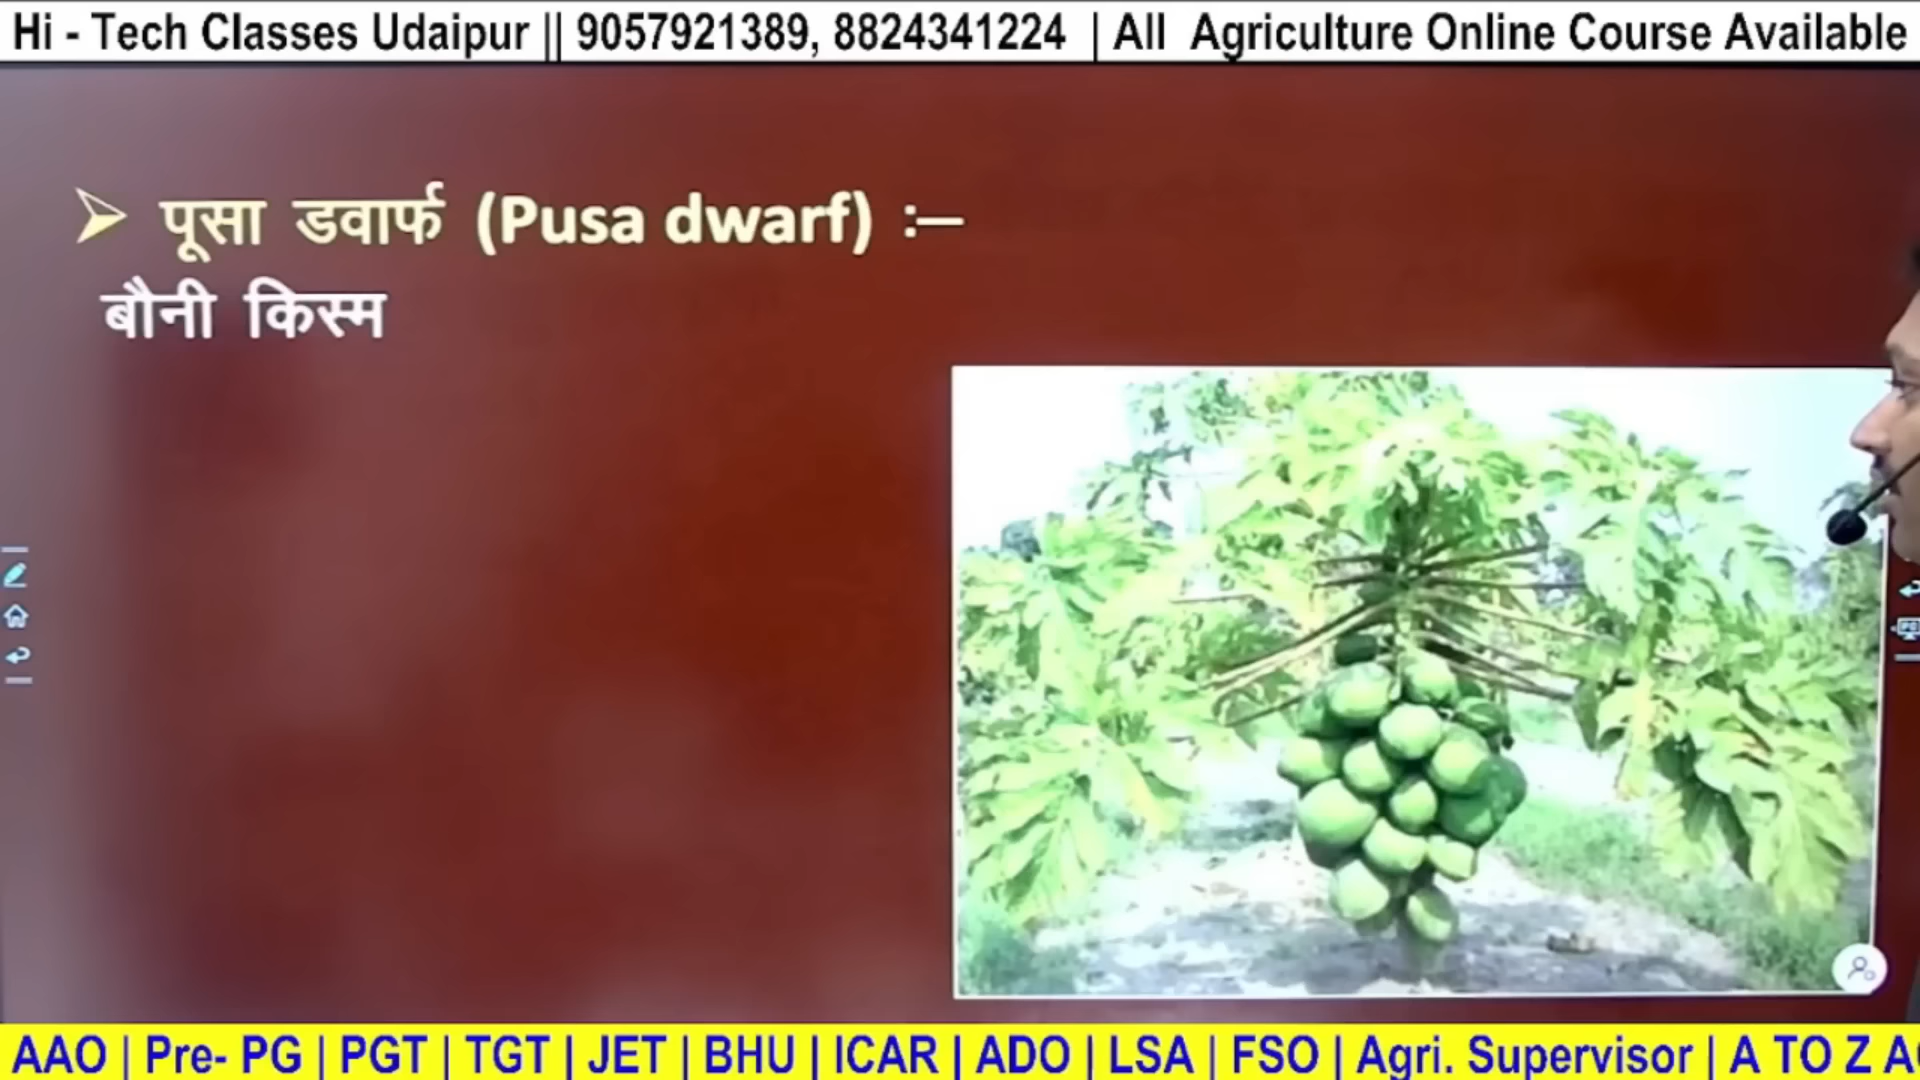 Hi - Tech Classes Udaipur || 9057921389, 8824341224 | All Agriculture Online Course Available
पूसा डवार्फ (Pusa dwarf) :–
बौनी किस्म
AAO | Pre- PG | PGT | TGT | JET | BHU | ICAR | ADO | LSA | FSO | Agri. Supervisor | A TO Z